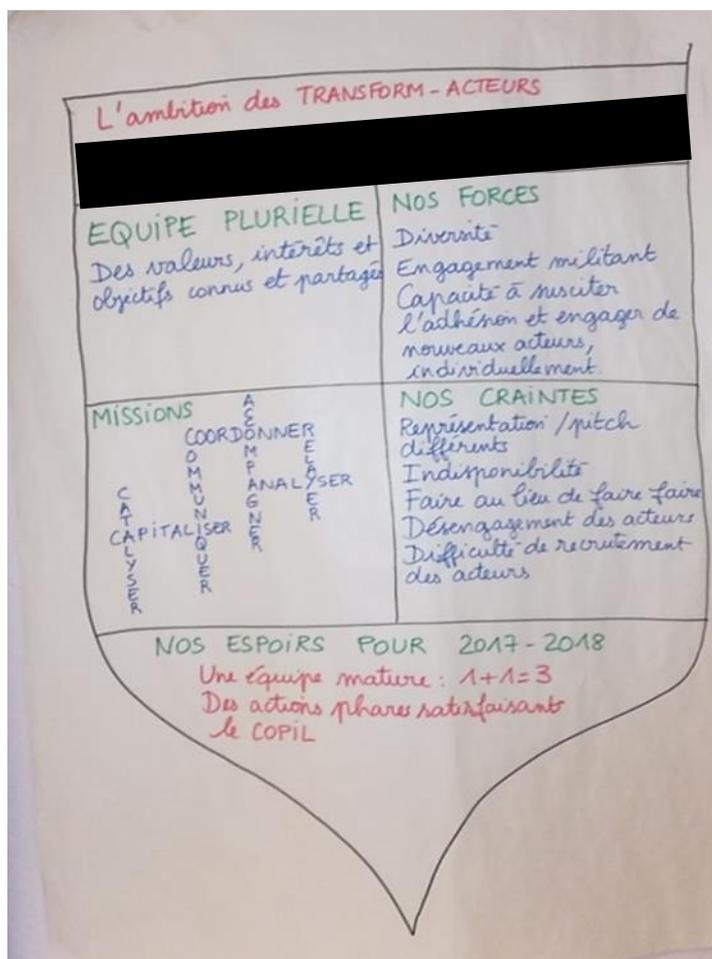 L'ambition des TRANSFORM-ACTEURS
EQUIPE PLURIELLE
Des valeurs, intérêts et
objectifs connus et partagés
NOS FORCES
Diversité
Engagement militant
Capacité à susciter
l'adhésion et engager de
nouveaux acteurs,
individuellement.
MISSIONS
ACCOMPAGNER
COORDONNER
COMMUNIQUER
RELAYER
ANALYSER
CATALYSER
CAPITALISER
NOS CRAINTES
Représentation / pitch
différents
Indisponibilité
Faire au lieu de faire faire
Désengagement des acteurs
Difficulté de recrutement
des acteurs
NOS ESPOIRS POUR 2017-2018
Une équipe mature : 1+1=3
Des actions phares satisfaisants
le COPIL